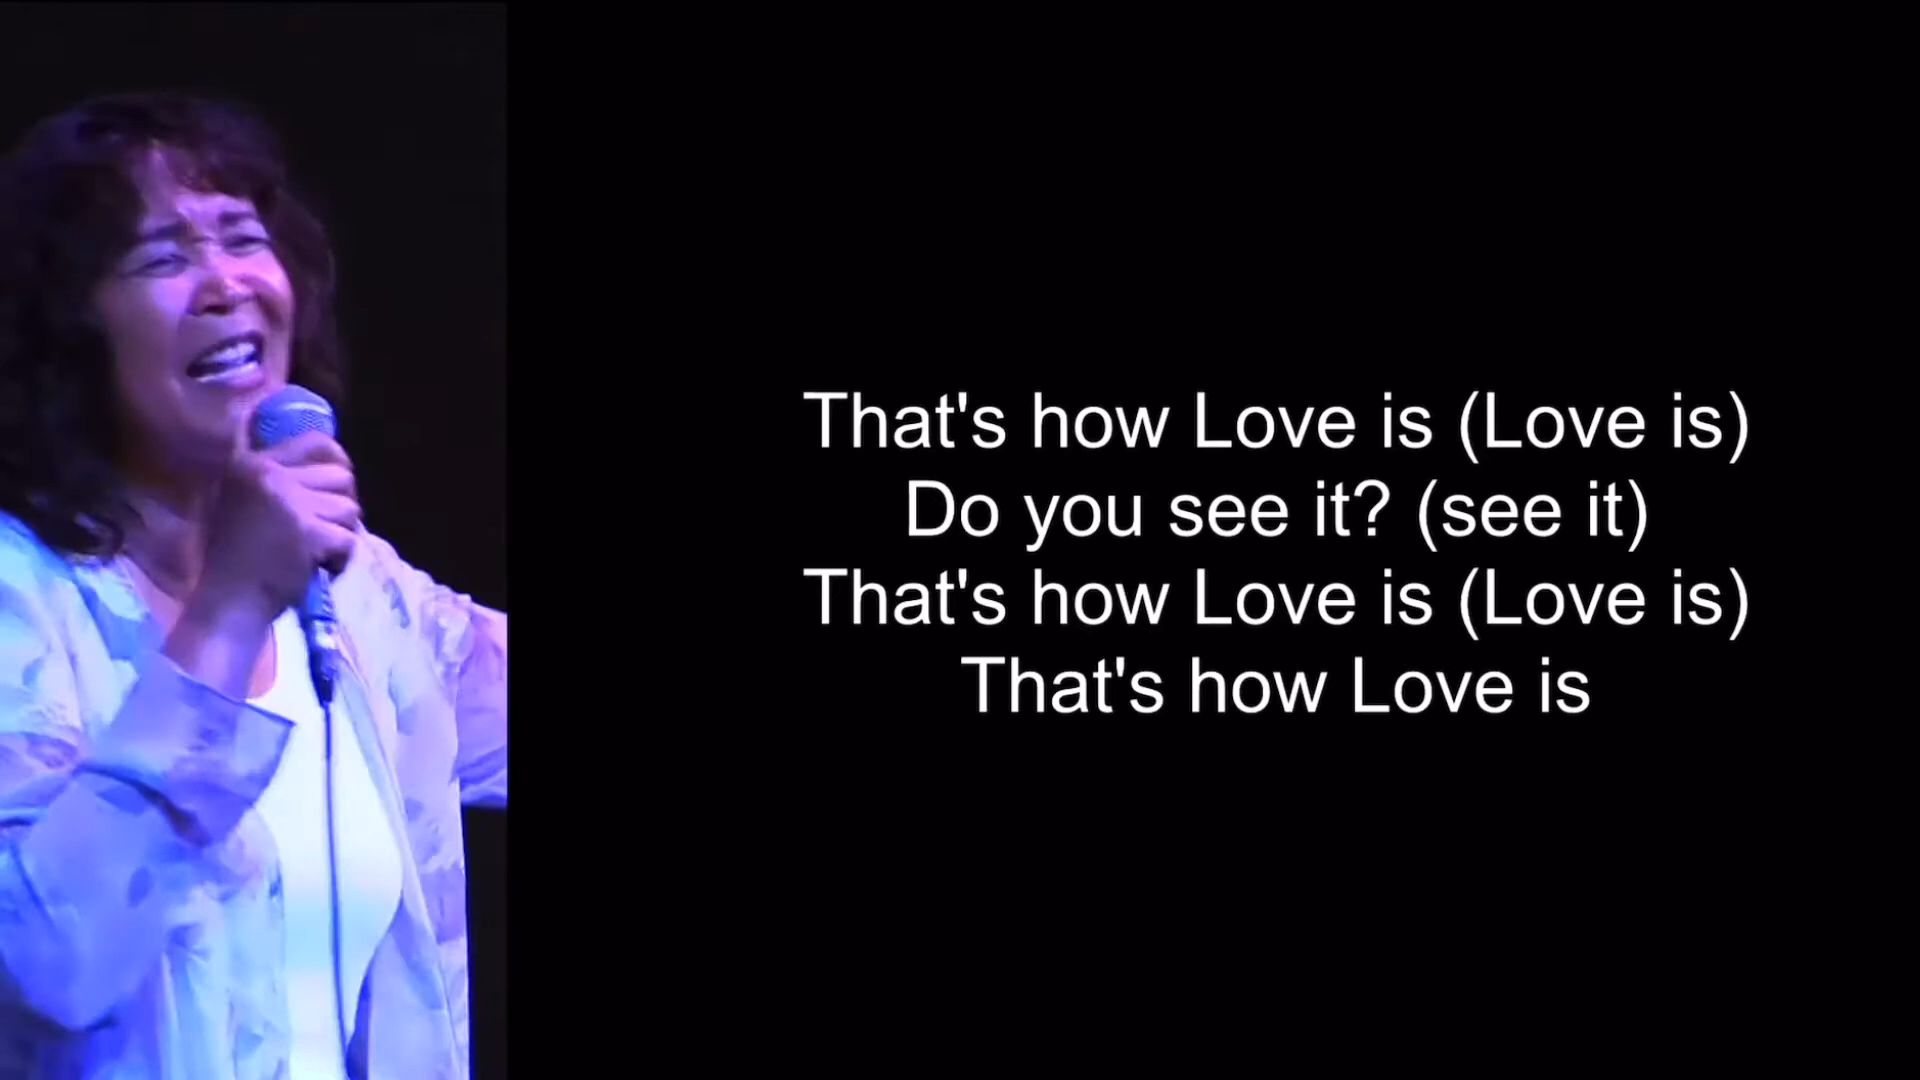 That's how Love is (Love is)
Do you see it? (see it)
That's how Love is (Love is)
That's how Love is